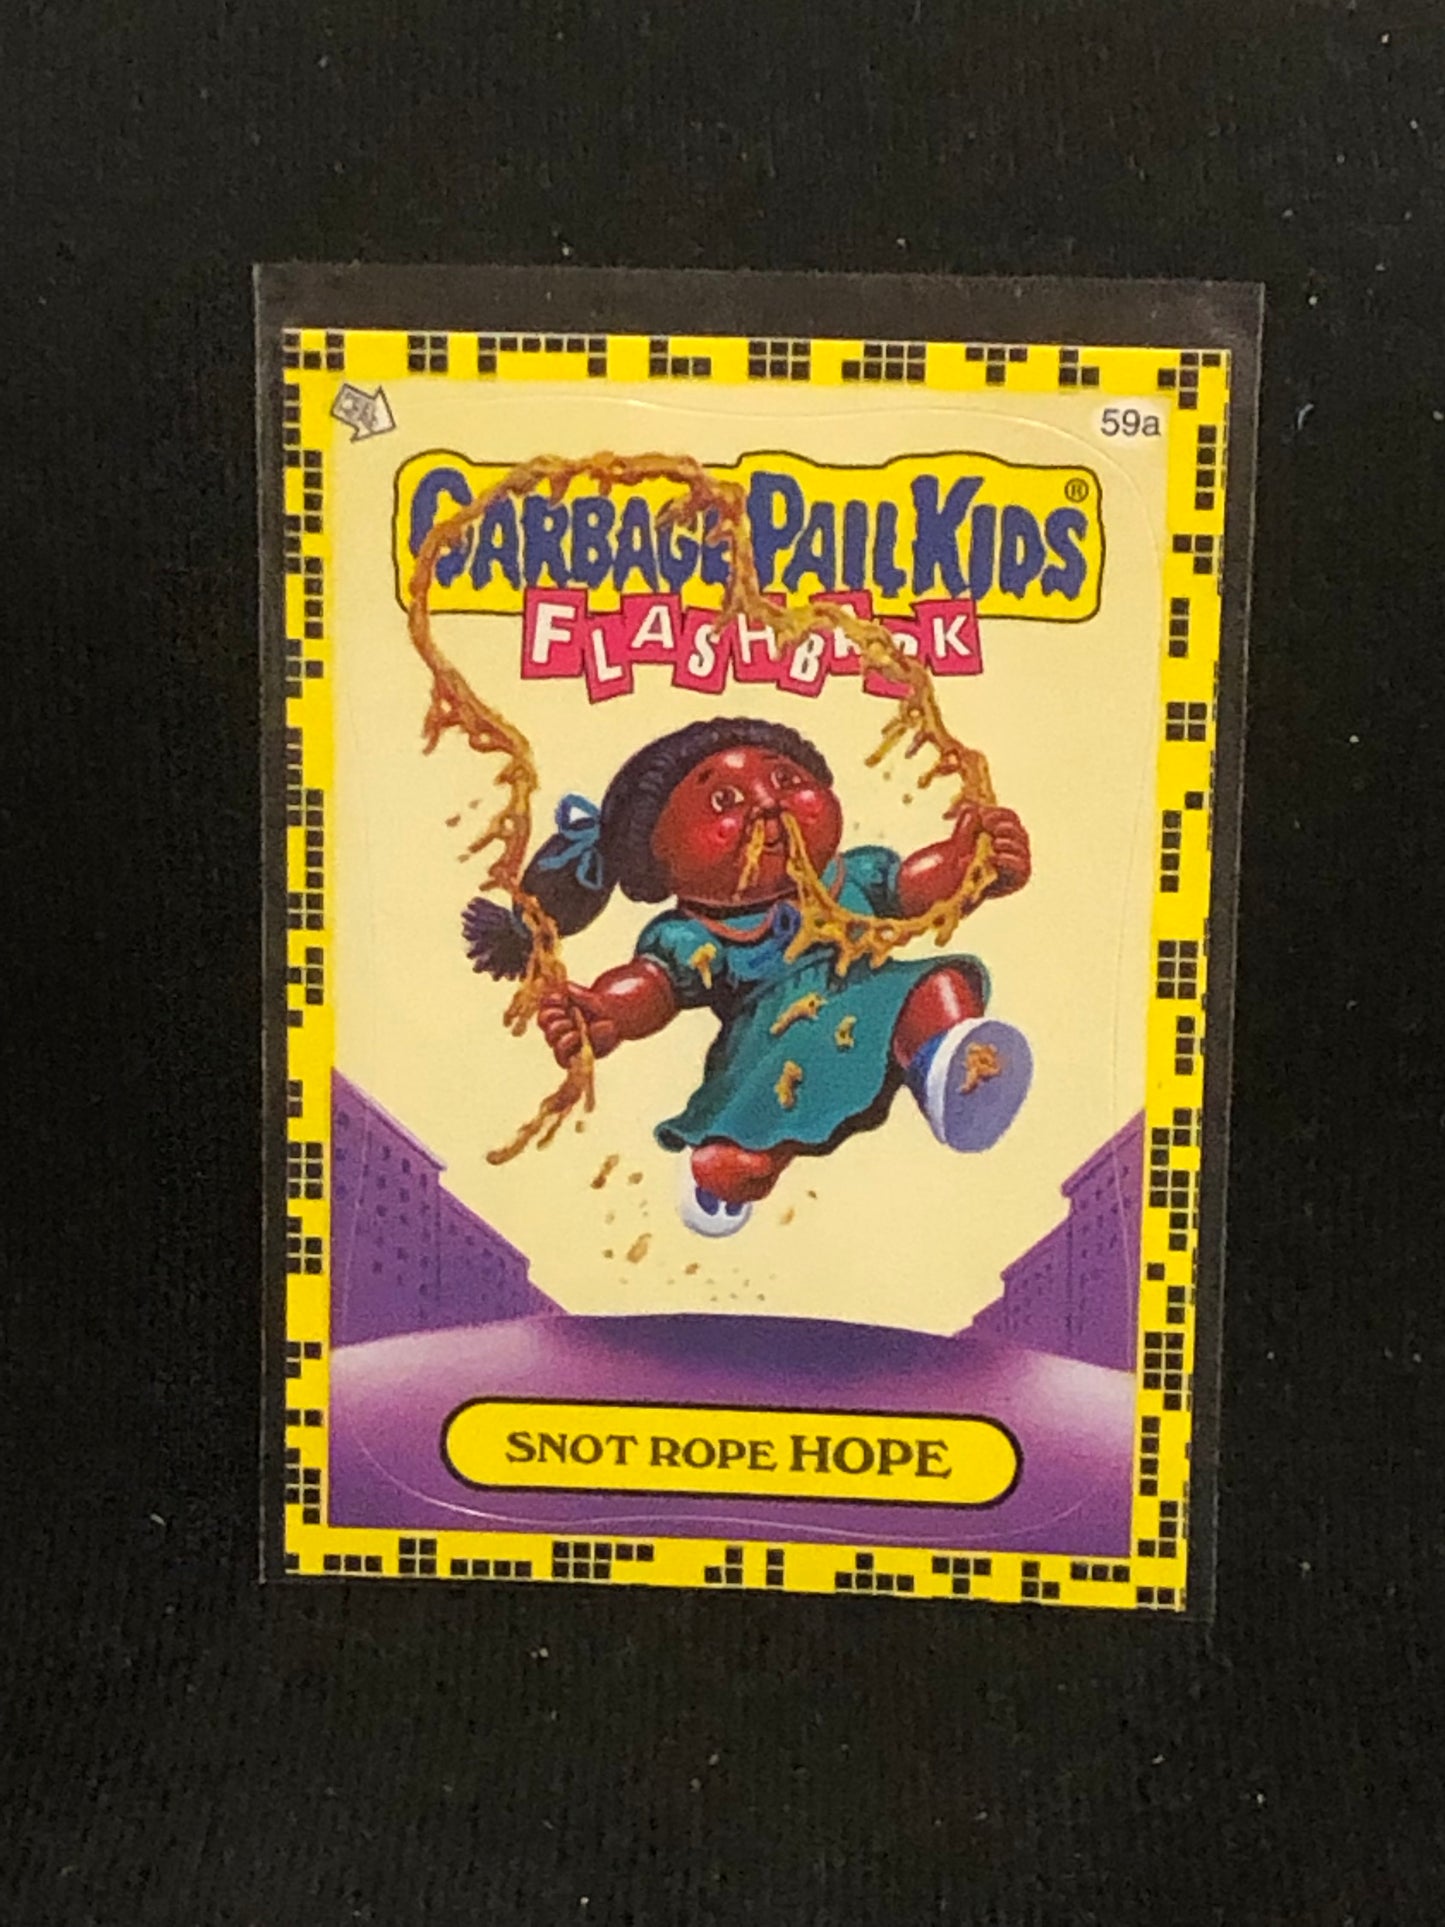 59a
GARBAGE PAIL KIDS®
FLASHBACK
SNOT ROPE HOPE